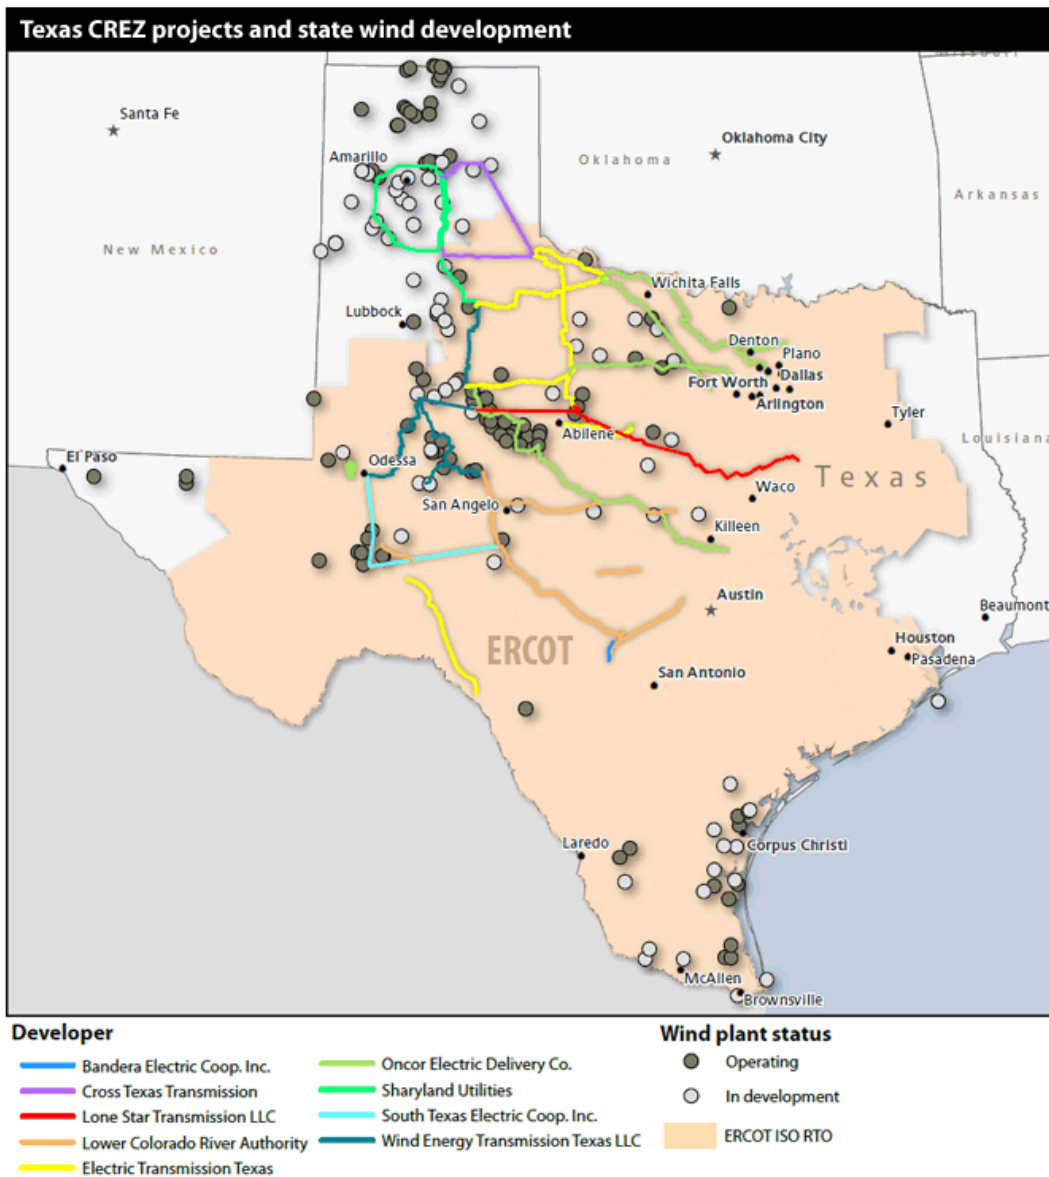 Texas CREZ projects and state wind development
Missouri
Santa Fe
Oklahoma City
Amarillo
Oklahoma
Arkansas
New Mexico
Wichita Falls
Lubbock
Denton
Plano
Fort Worth
Dallas
Arlington
Tyler
Abilene
Louisiana
El Paso
Odessa
Texas
Waco
San Angelo
Killeen
Austin
Beaumont
ERCOT
Houston
Pasadena
San Antonio
Laredo
Corpus Christi
McAllen
Brownsville
Developer
Bandera Electric Coop. Inc.
Cross Texas Transmission
Lone Star Transmission LLC
Lower Colorado River Authority
Electric Transmission Texas
Oncor Electric Delivery Co.
Sharyland Utilities
South Texas Electric Coop. Inc.
Wind Energy Transmission Texas LLC
Wind plant status
Operating
In development
ERCOT ISO RTO